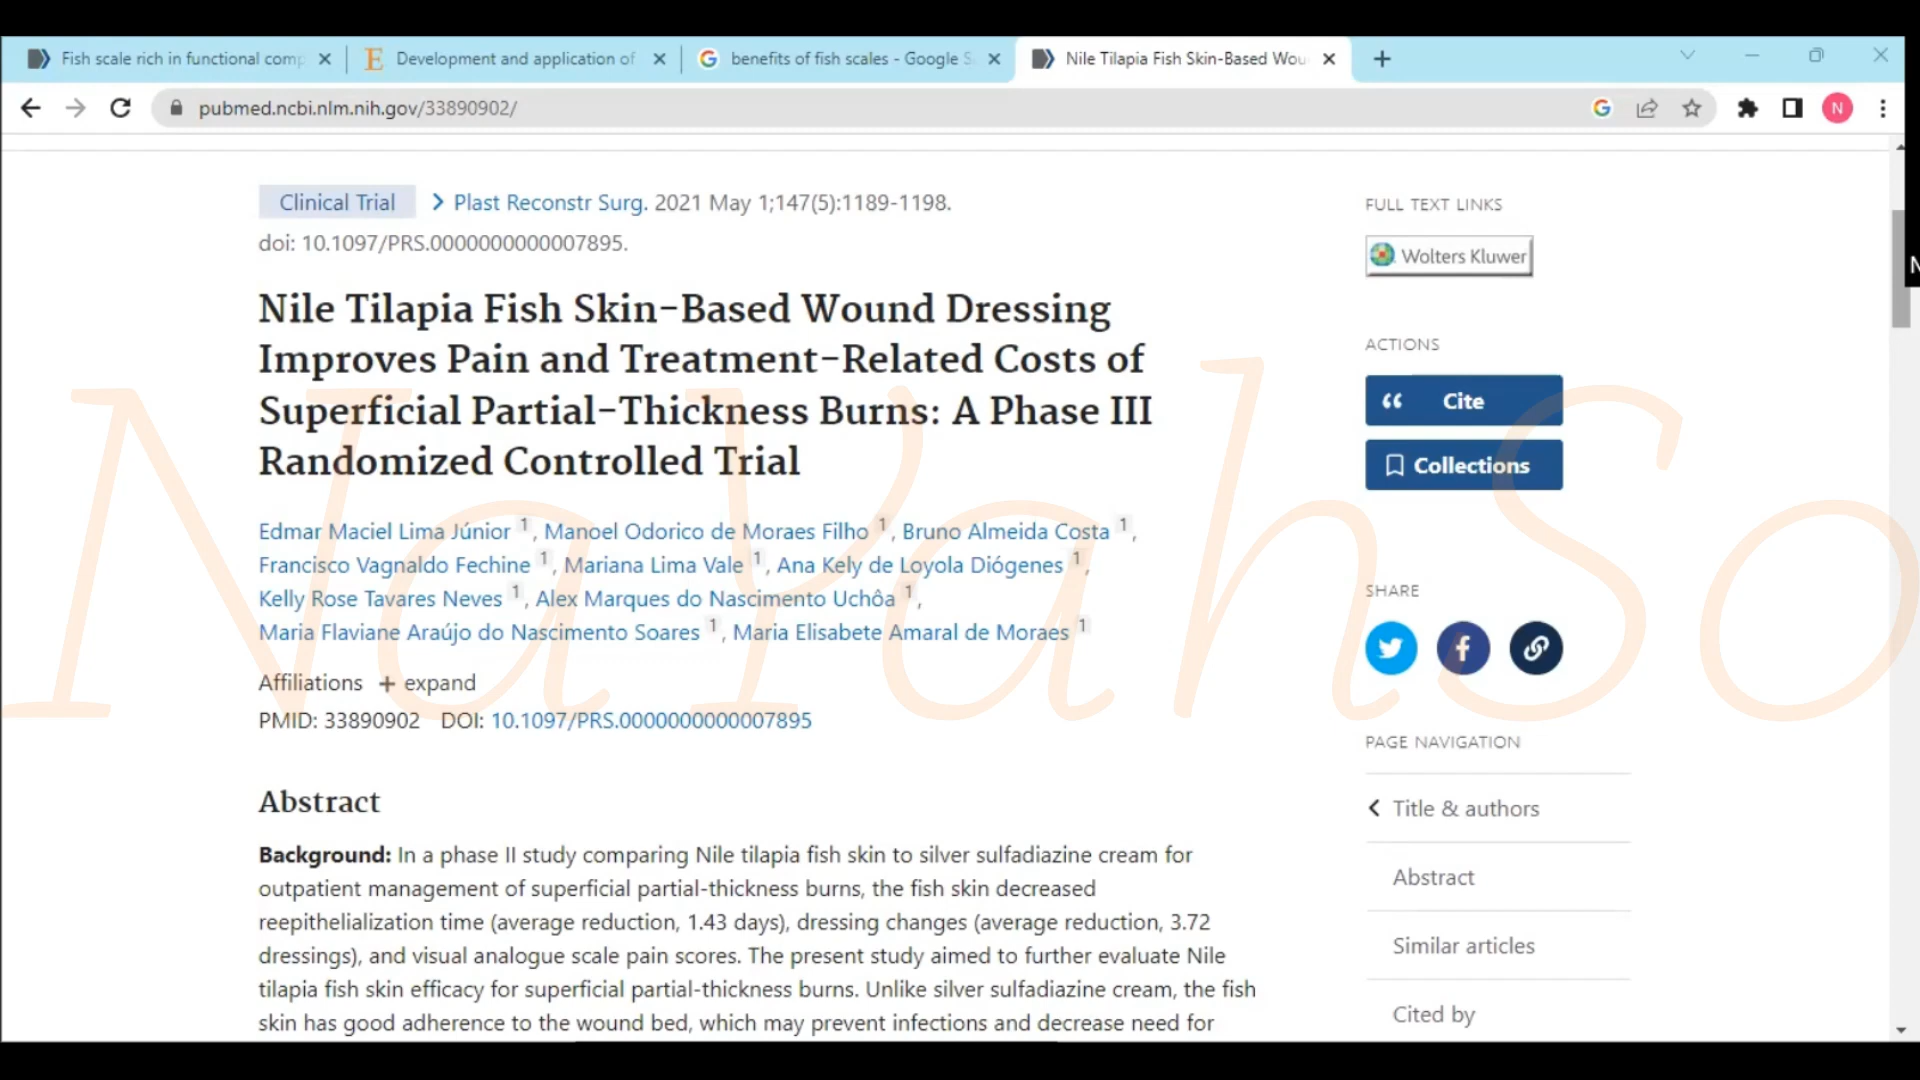 Fish scale rich in functional comp
Development and application of
benefits of fish scales - Google S
Nile Tilapia Fish Skin-Based Wou
pubmed.ncbi.nlm.nih.gov/33890902/
N
Clinical Trial
Plast Reconstr Surg. 2021 May 1;147(5):1189-1198.
doi: 10.1097/PRS.0000000000007895.
Nile Tilapia Fish Skin-Based Wound Dressing
Improves Pain and Treatment-Related Costs of
Superficial Partial-Thickness Burns: A Phase III
Randomized Controlled Trial
Edmar Maciel Lima Júnior 1, Manoel Odorico de Moraes Filho 1, Bruno Almeida Costa 1,
Francisco Vagnaldo Fechine 1, Mariana Lima Vale 1, Ana Kely de Loyola Diógenes 1,
Kelly Rose Tavares Neves 1, Alex Marques do Nascimento Uchôa 1,
Maria Flaviane Araújo do Nascimento Soares 1, Maria Elisabete Amaral de Moraes 1
Affiliations + expand
PMID: 33890902 DOI: 10.1097/PRS.0000000000007895
Abstract
Background: In a phase II study comparing Nile tilapia fish skin to silver sulfadiazine cream for
outpatient management of superficial partial-thickness burns, the fish skin decreased
reepithelialization time (average reduction, 1.43 days), dressing changes (average reduction, 3.72
dressings), and visual analogue scale pain scores. The present study aimed to further evaluate Nile
tilapia fish skin efficacy for superficial partial-thickness burns. Unlike silver sulfadiazine cream, the fish
skin has good adherence to the wound bed, which may prevent infections and decrease need for
FULL TEXT LINKS
Wolters Kluwer
ACTIONS
Cite
Collections
SHARE
PAGE NAVIGATION
Title & authors
Abstract
Similar articles
Cited by
N
NaYahSo